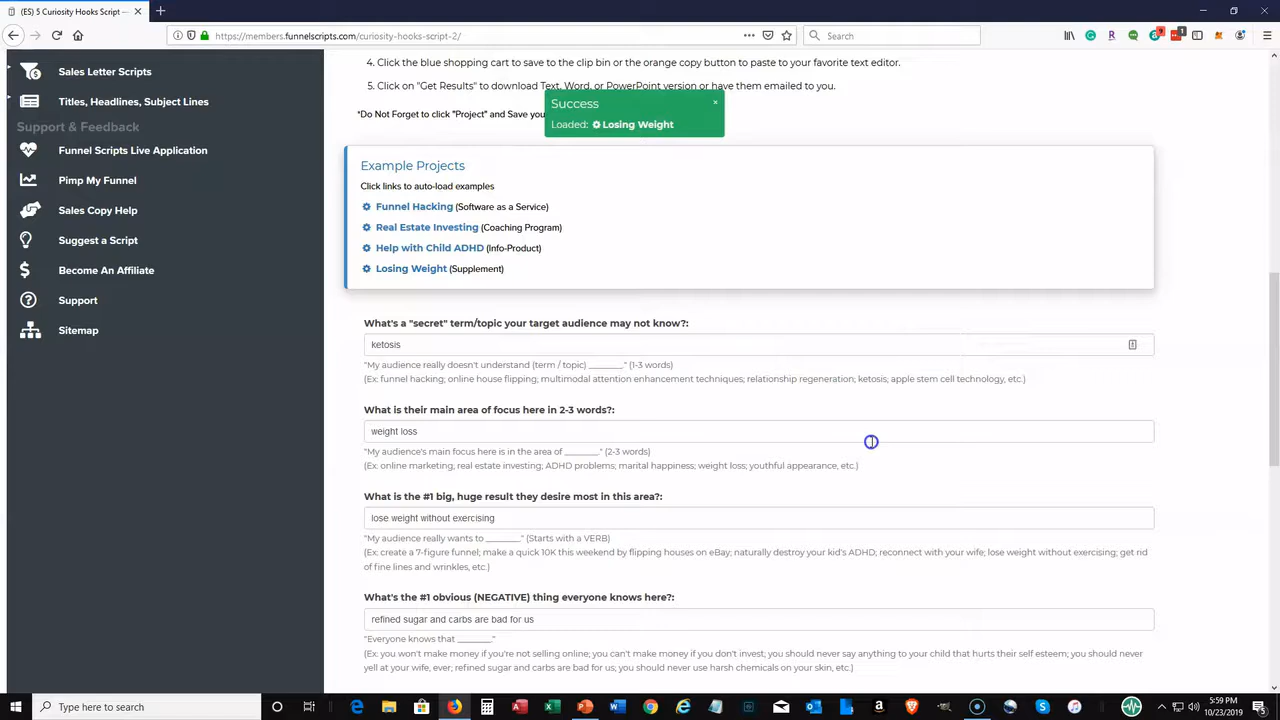 (ES) 5 Curiosity Hooks Script —
https://members.funnelscripts.com/curiosity-hooks-script-2/
Search
Sales Letter Scripts
Titles, Headlines, Subject Lines
Support & Feedback
Funnel Scripts Live Application
Pimp My Funnel
Sales Copy Help
Suggest a Script
Become An Affiliate
Support
Sitemap
4. Click the blue shopping cart to save to the clip bin or the orange copy button to paste to your favorite text editor.
5. Click on "Get Results" to download Text, Word, or PowerPoint version or have them emailed to you.
*Do Not Forget to click "Project" and Save you
Success
Loaded: Losing Weight
Example Projects
Click links to auto-load examples
Funnel Hacking (Software as a Service)
Real Estate Investing (Coaching Program)
Help with Child ADHD (Info-Product)
Losing Weight (Supplement)
What's a "secret" term/topic your target audience may not know?:
ketosis
"My audience really doesn't understand (term / topic) _______." (1-3 words)
(Ex: funnel hacking; online house flipping; multimodal attention enhancement techniques; relationship regeneration; ketosis, apple stem cell technology, etc.)
What is their main area of focus here in 2-3 words?:
weight loss
"My audience's main focus here is in the area of _______." (2-3 words)
(Ex: online marketing, real estate investing; ADHD problems; marital happiness; weight loss; youthful appearance, etc.)
What is the #1 big, huge result they desire most in this area?:
lose weight without exercising
"My audience really wants to _______." (Starts with a VERB)
(Ex: create a 7-figure funnel; make a quick 10K this weekend by flipping houses on eBay; naturally destroy your kid's ADHD; reconnect with your wife; lose weight without exercising; get rid
of fine lines and wrinkles, etc.)
What's the #1 obvious (NEGATIVE) thing everyone knows here?:
refined sugar and carbs are bad for us
"Everyone knows that _______."
(Ex: you won't make money if you're not selling online; you can't make money if you don't invest; you should never say anything to your child that hurts their self esteem; you should never
yell at your wife, ever; refined sugar and carbs are bad for us; you should never use harsh chemicals on your skin, etc.)
Type here to search
5:59 PM
10/23/2019